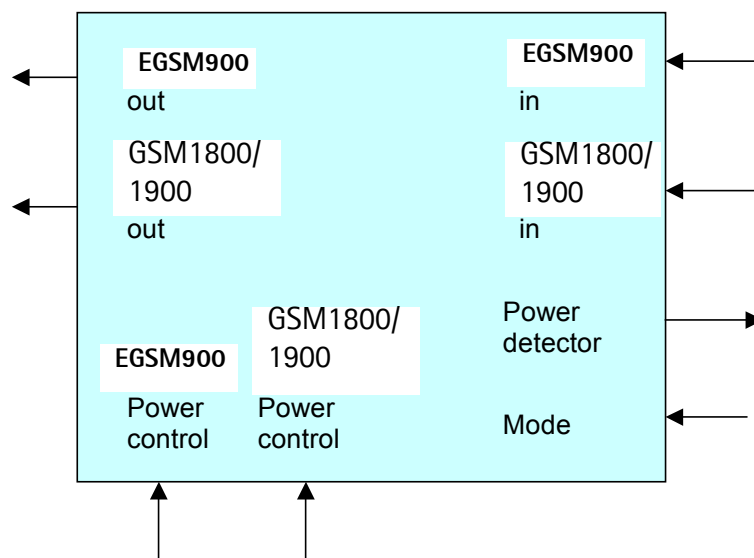 EGSM900
out
EGSM900
in
GSM1800/
1900
out
GSM1800/
1900
in
Power
detector
EGSM900
Power
control
GSM1800/
1900
Power
control
Mode